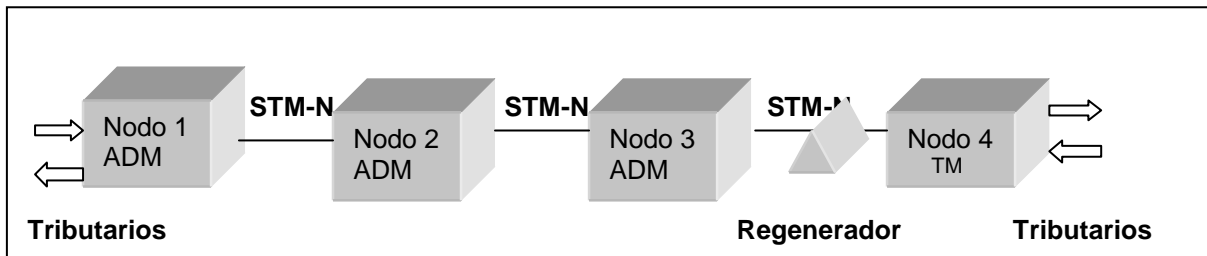 STM-N
STM-N
STM-N
Nodo 1
ADM
Nodo 2
ADM
Nodo 3
ADM
Nodo 4
TM
Tributarios
Regenerador
Tributarios